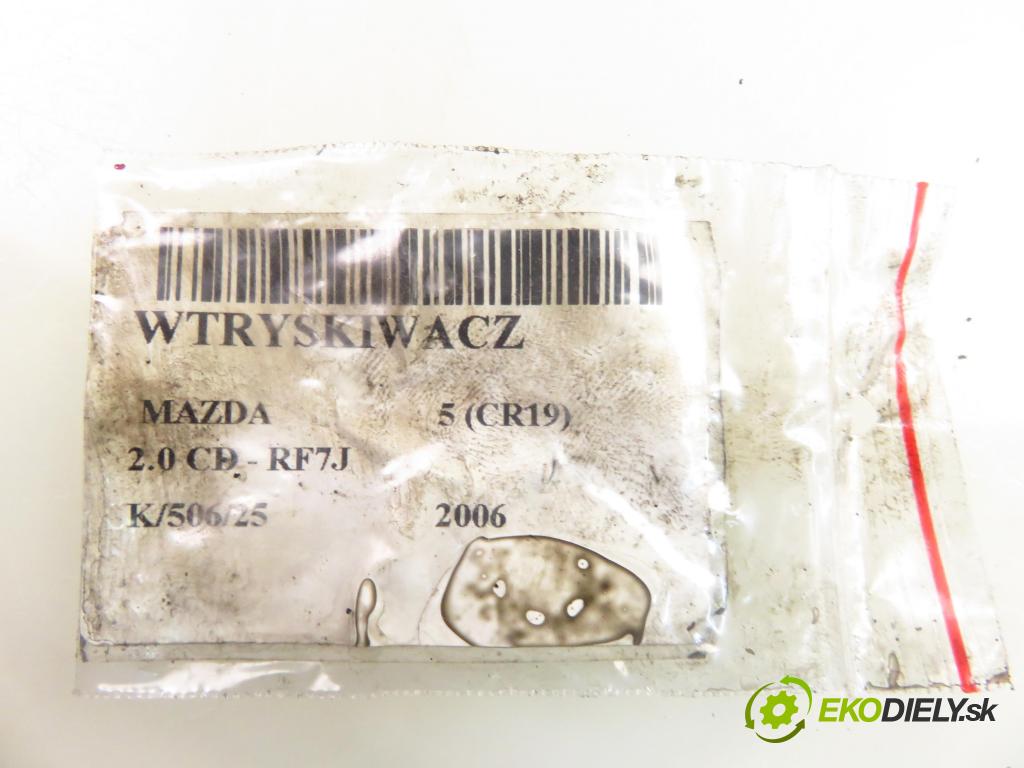 WTRYSKIWACZ
MAZDA 5 (CR19)
2.0 CD - RF7J
K/506/25 2006
EKODIELY.sk